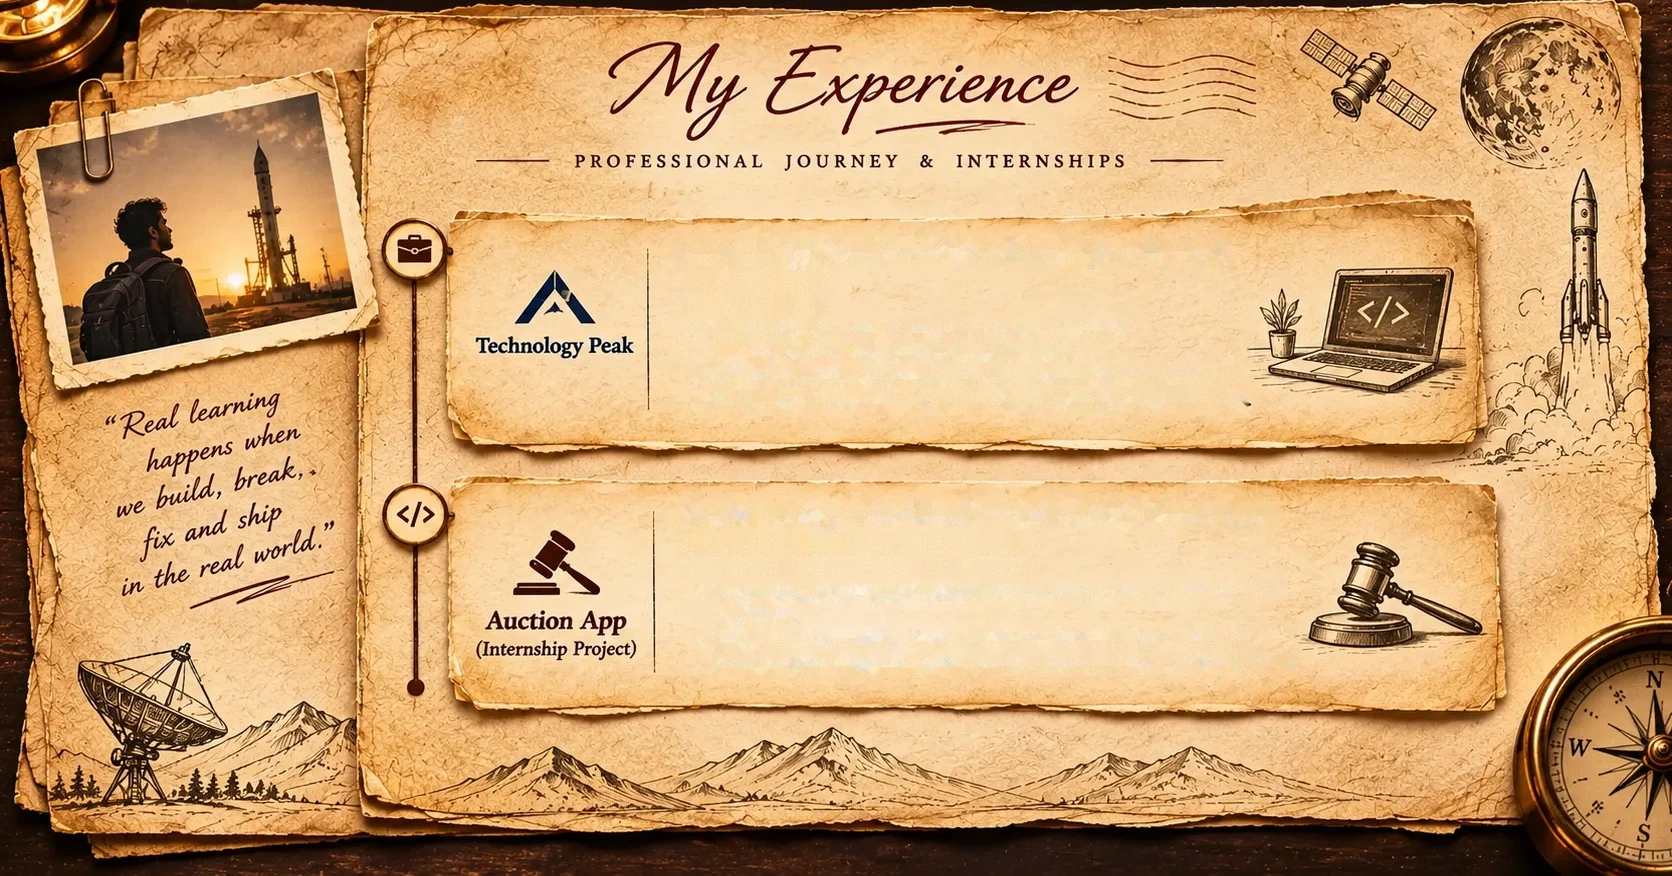 My Experience
PROFESSIONAL JOURNEY & INTERNSHIPS
“Real learning
happens when
we build, break,
fix and ship
in the real world.”
Technology Peak
</>
</>
Auction App
(Internship Project)
N
W
S